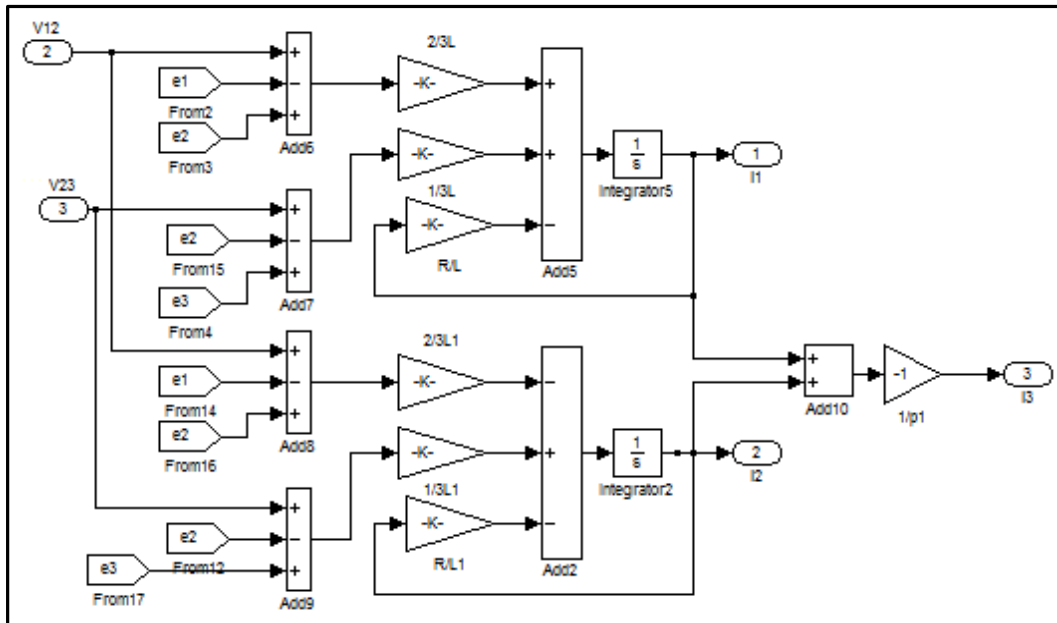 V12
2
e1
From2
e2
From3
+
−
+
Add6
2/3L
-K-
-K-
1/3L
-K-
R/L
+
+
−
Add5
1
s
Integrator5
1
I1
V23
3
e2
From15
e3
From4
+
−
+
Add7
e1
From14
e2
From16
+
−
+
Add8
2/3L1
-K-
-K-
1/3L1
-K-
R/L1
−
+
−
Add2
1
s
Integrator2
2
I2
+
+
Add10
-1
1/p1
3
I3
e2
From12
e3
From17
+
−
+
Add9